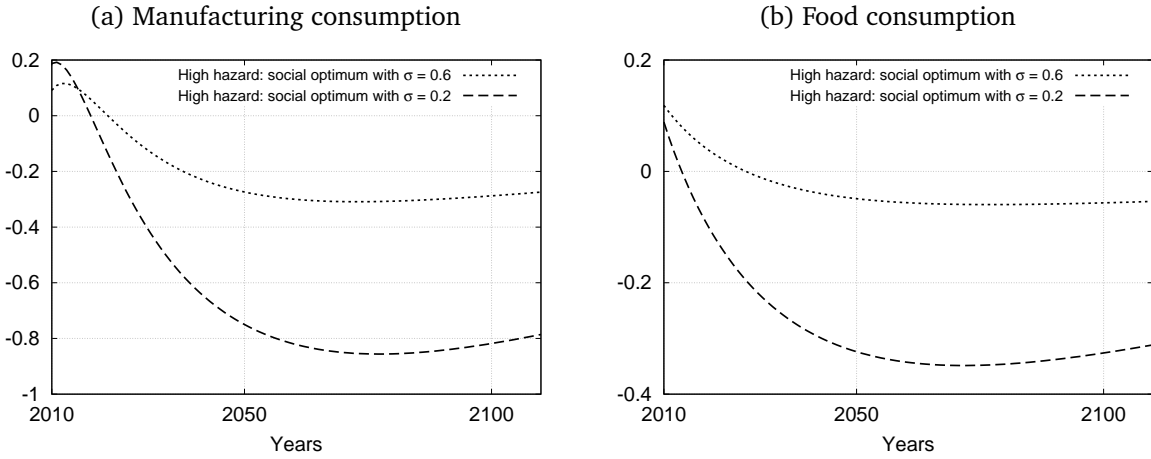 (a) Manufacturing consumption
High hazard: social optimum with σ = 0.6
High hazard: social optimum with σ = 0.2
0.2
0
-0.2
-0.4
-0.6
-0.8
-1
2010 2050 2100
Years
(b) Food consumption
High hazard: social optimum with σ = 0.6
High hazard: social optimum with σ = 0.2
0.2
0
-0.2
-0.4
2010 2050 2100
Years